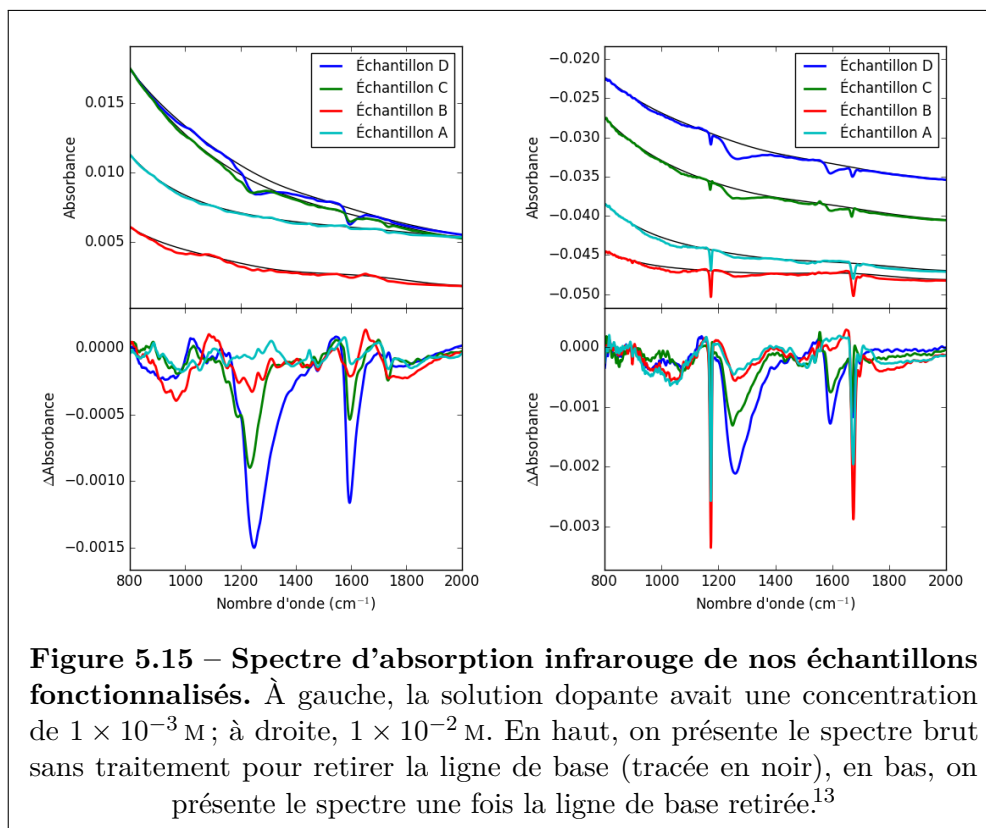 Échantillon D
Échantillon C
Échantillon B
Échantillon A
0.015
0.010
0.005
Absorbance
0.0000
−0.0005
−0.0010
−0.0015
ΔAbsorbance
800 1000 1200 1400 1600 1800 2000
Nombre d'onde (cm⁻¹)
Échantillon D
Échantillon C
Échantillon B
Échantillon A
−0.020
−0.025
−0.030
−0.035
−0.040
−0.045
−0.050
Absorbance
0.000
−0.001
−0.002
−0.003
ΔAbsorbance
800 1000 1200 1400 1600 1800 2000
Nombre d'onde (cm⁻¹)
Figure 5.15 – Spectre d'absorption infrarouge de nos échantillons
fonctionnalisés. À gauche, la solution dopante avait une concentration
de 1 × 10⁻³ M ; à droite, 1 × 10⁻² M. En haut, on présente le spectre brut
sans traitement pour retirer la ligne de base (tracée en noir), en bas, on
présente le spectre une fois la ligne de base retirée.¹³